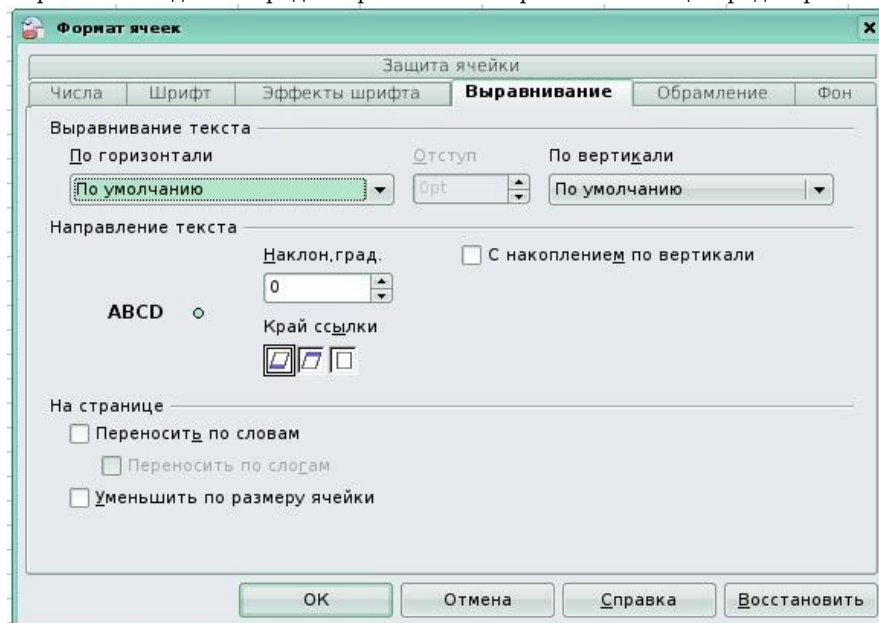 Формат ячеек
Защита ячейки
Числа Шрифт Эффекты шрифта Выравнивание Обрамление Фон
Выравнивание текста
По горизонтали Отступ По вертикали
По умолчанию 0pt По умолчанию
Направление текста
Наклон,град. С накоплением по вертикали
0
ABCD
Край ссылки
На странице
Переносить по словам
Переносить по слогам
Уменьшить по размеру ячейки
OK Отмена Справка Восстановить